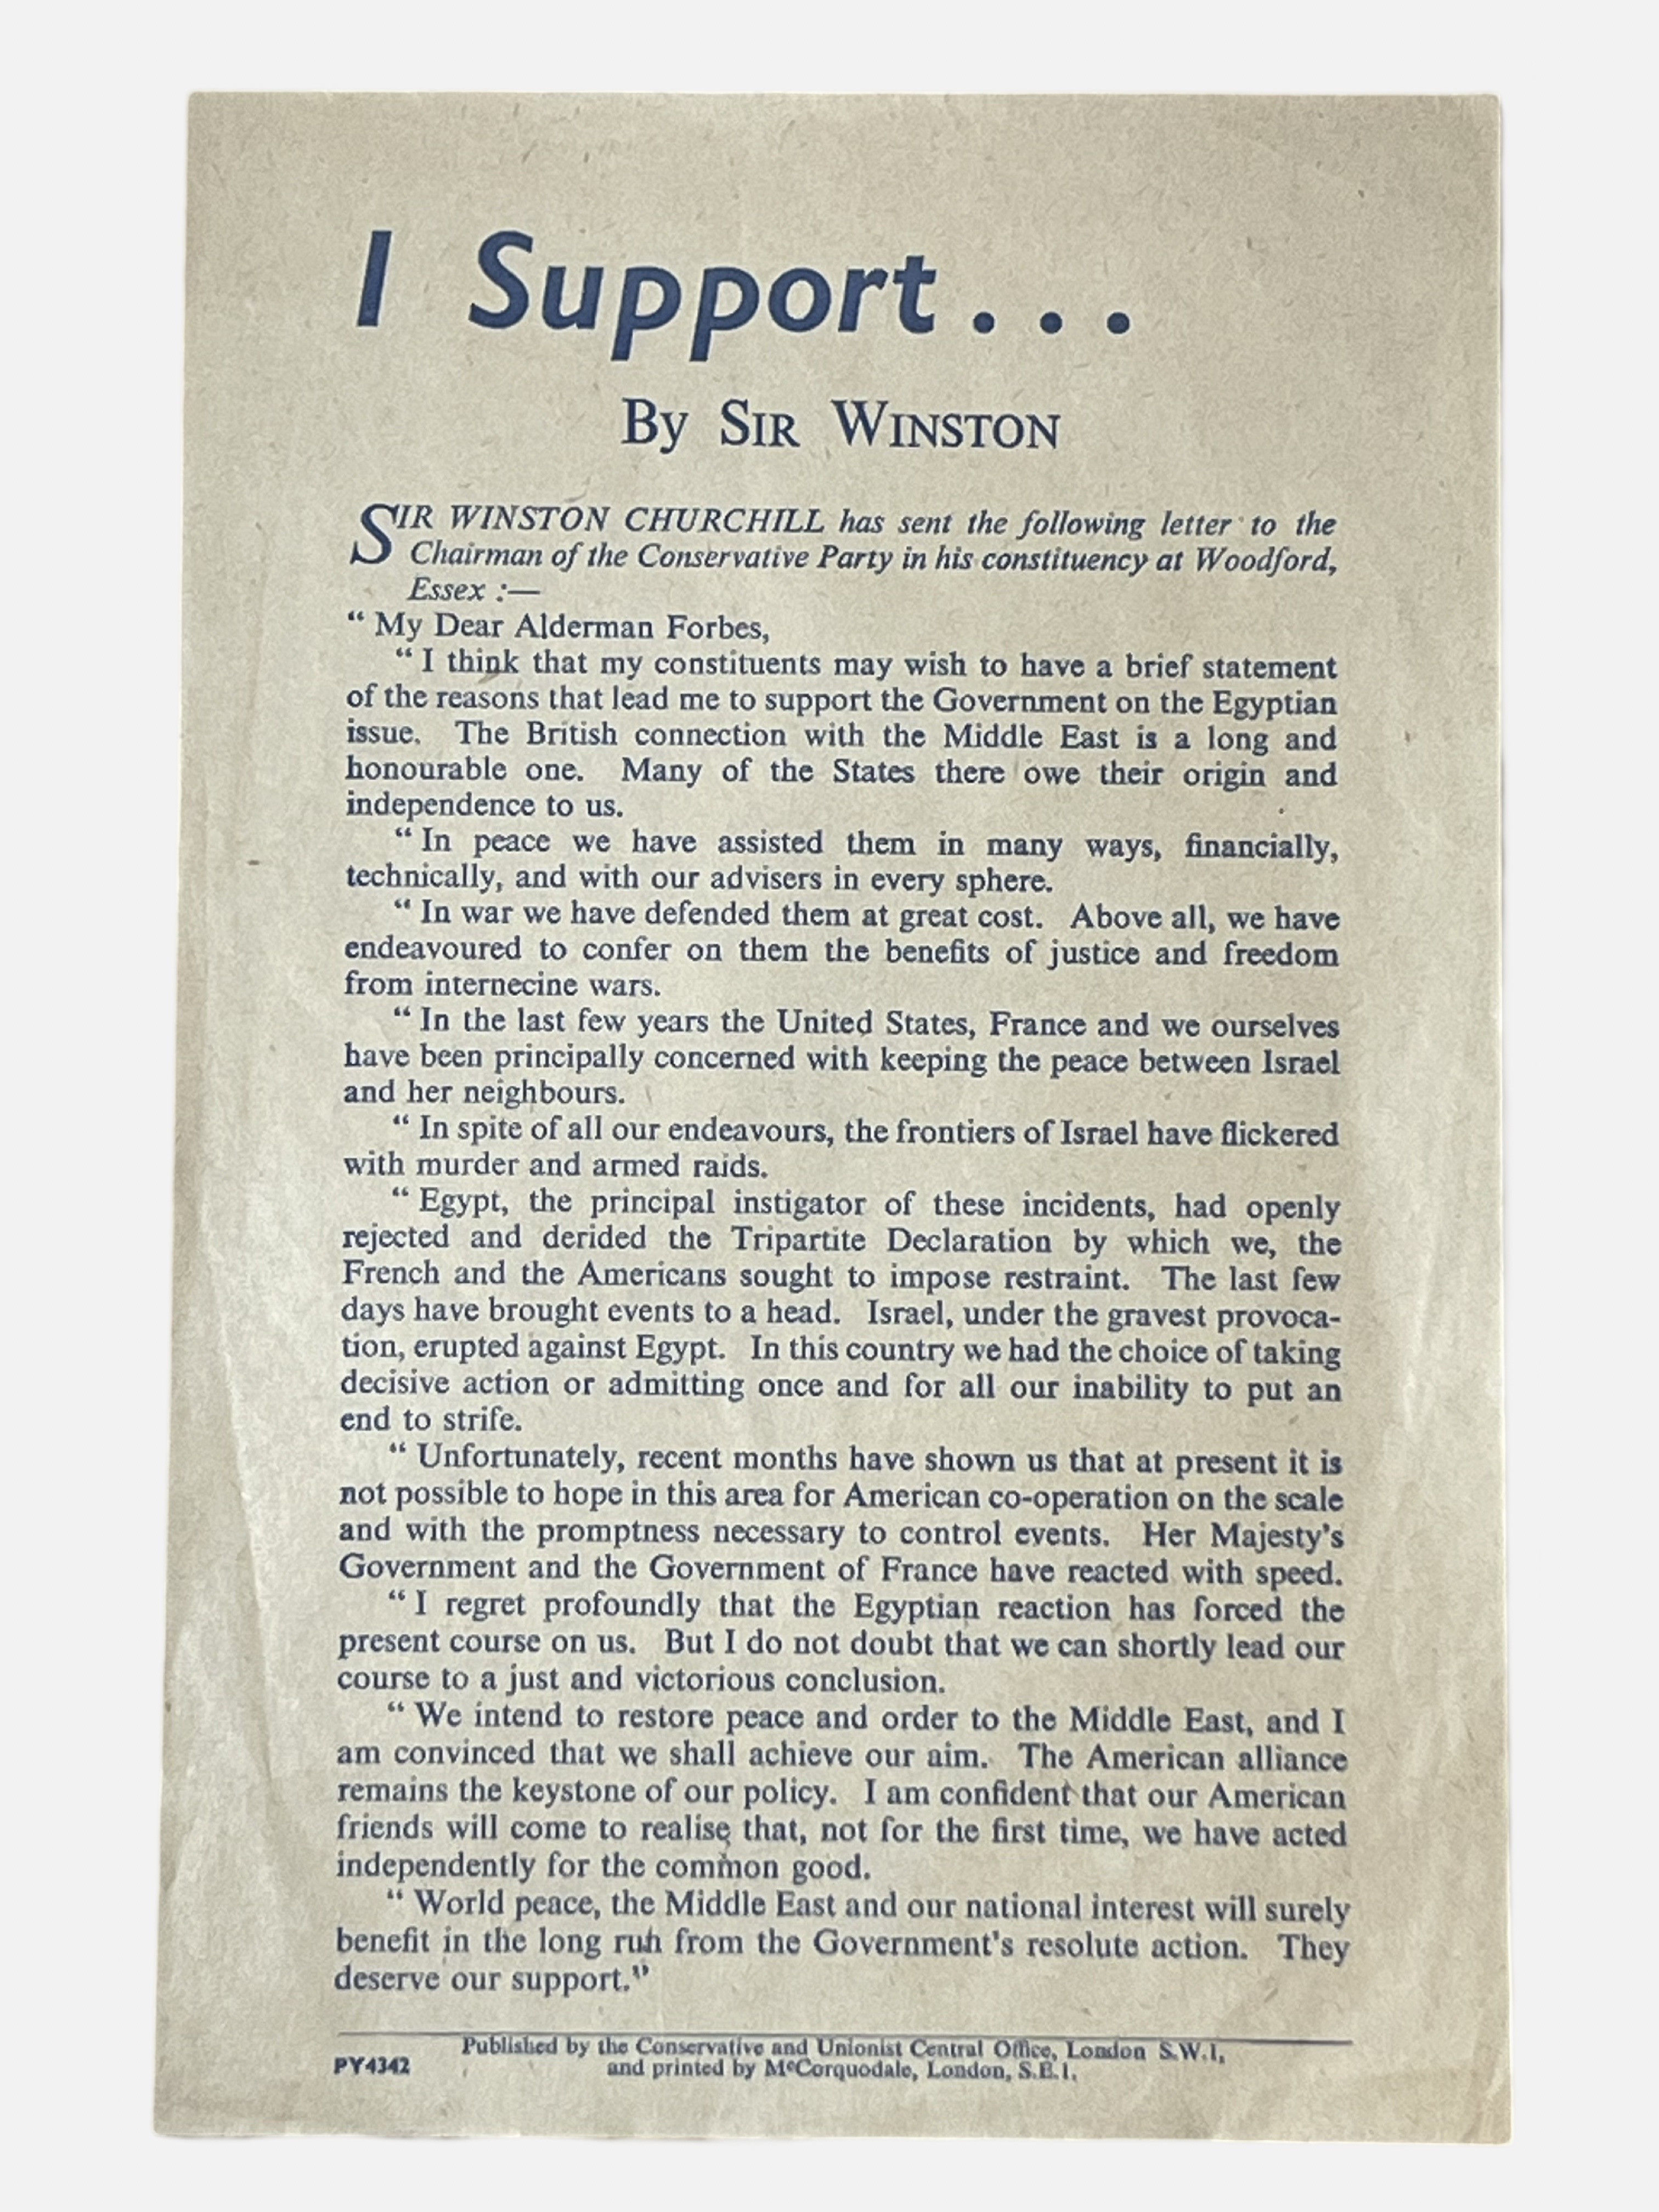 I Support . . .
By Sir Winston
SIR WINSTON CHURCHILL has sent the following letter to the
Chairman of the Conservative Party in his constituency at Woodford,
Essex :—
“ My Dear Alderman Forbes,
“ I think that my constituents may wish to have a brief statement
of the reasons that lead me to support the Government on the Egyptian
issue. The British connection with the Middle East is a long and
honourable one. Many of the States there owe their origin and
independence to us.
“ In peace we have assisted them in many ways, financially,
technically, and with our advisers in every sphere.
“ In war we have defended them at great cost. Above all, we have
endeavoured to confer on them the benefits of justice and freedom
from internecine wars.
“ In the last few years the United States, France and we ourselves
have been principally concerned with keeping the peace between Israel
and her neighbours.
“ In spite of all our endeavours, the frontiers of Israel have flickered
with murder and armed raids.
“ Egypt, the principal instigator of these incidents, had openly
rejected and derided the Tripartite Declaration by which we, the
French and the Americans sought to impose restraint. The last few
days have brought events to a head. Israel, under the gravest provoca-
tion, erupted against Egypt. In this country we had the choice of taking
decisive action or admitting once and for all our inability to put an
end to strife.
“ Unfortunately, recent months have shown us that at present it is
not possible to hope in this area for American co-operation on the scale
and with the promptness necessary to control events. Her Majesty's
Government and the Government of France have reacted with speed.
“ I regret profoundly that the Egyptian reaction has forced the
present course on us. But I do not doubt that we can shortly lead our
course to a just and victorious conclusion.
“ We intend to restore peace and order to the Middle East, and I
am convinced that we shall achieve our aim. The American alliance
remains the keystone of our policy. I am confident that our American
friends will come to realise that, not for the first time, we have acted
independently for the common good.
“ World peace, the Middle East and our national interest will surely
benefit in the long run from the Government's resolute action. They
deserve our support.”
Published by the Conservative and Unionist Central Office, London S.W.1,
PY4342 and printed by McCorquodale, London, S.E.1.